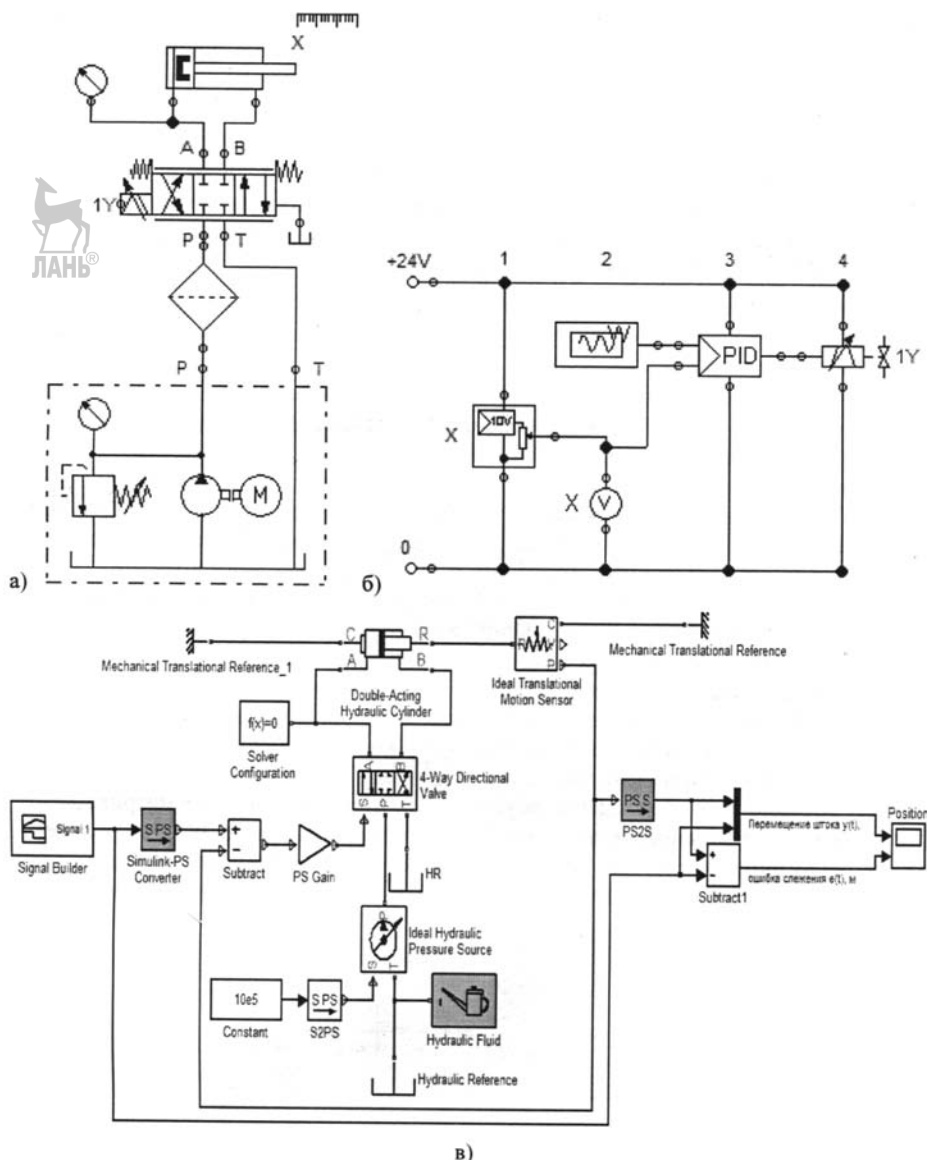 X
A
B
1Y
ЛАНЬ®
P
T
P
T
M
а)
+24V
1
2
3
4
PID
1Y
X
10V
X
V
0
б)
C
R
Mechanical Translational Reference_1
A
B
Double-Acting
Hydraulic Cylinder
C
R
W
P
Ideal Translational
Motion Sensor
Mechanical Translational Reference
f(x)=0
Solver
Configuration
A
B
S
P
T
4-Way Directional
Valve
Signal 1
Signal Builder
S PS
Simulink-PS
Converter
Subtract
PS Gain
HR
PS S
PS2S
Перемещение штока y(t),
ошибка слежения e(t), м
Subtract1
Position
P
S
T
Ideal Hydraulic
Pressure Source
10e5
Constant
S PS
S2PS
Hydraulic Fluid
Hydraulic Reference
в)